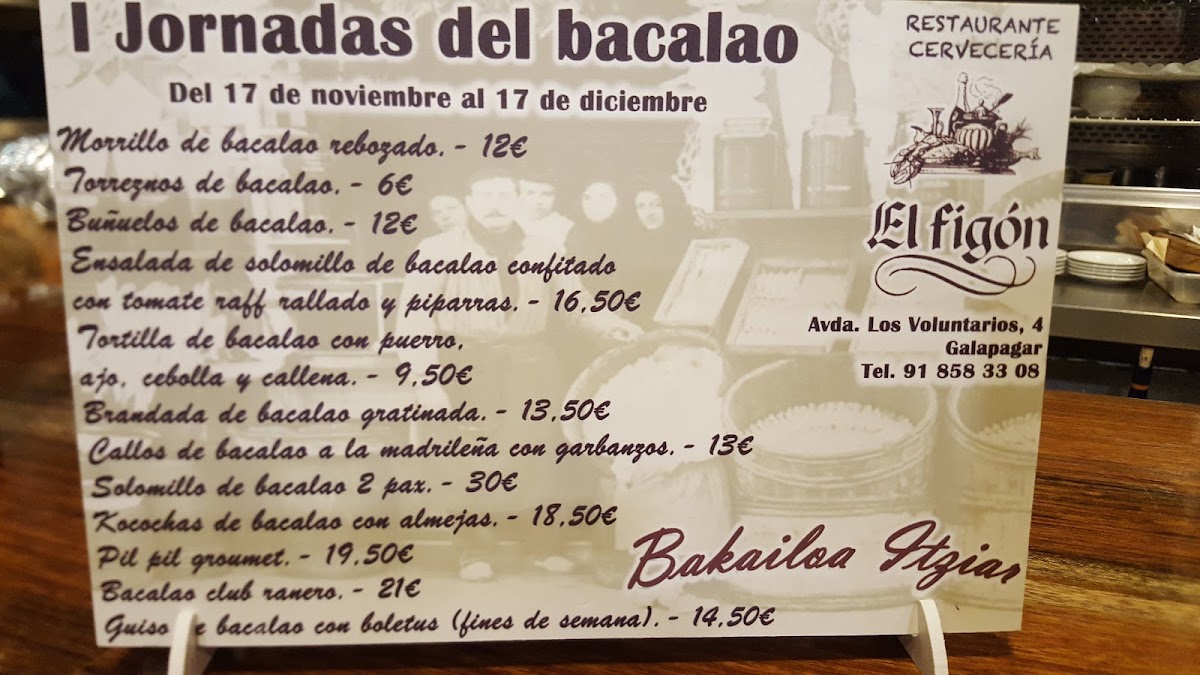 I Jornadas del bacalao
Del 17 de noviembre al 17 de diciembre
Morrillo de bacalao rebozado. - 12€
Torreznos de bacalao. - 6€
Buñuelos de bacalao. - 12€
Ensalada de solomillo de bacalao confitado
con tomate raff rallado y piparras. - 16,50€
Tortilla de bacalao con puerro,
ajo, cebolla y callena. - 9,50€
Brandada de bacalao gratinada. - 13,50€
Callos de bacalao a la madrileña con garbanzos. - 13€
Solomillo de bacalao 2 pax. - 30€
Kocochas de bacalao con almejas. - 18,50€
Pil pil groumet. - 19,50€
Bacalao club ranero. - 21€
Guiso e bacalao con boletus (fines de semana). - 14,50€
RESTAURANTE
CERVECERÍA
El figón
Avda. Los Voluntarios, 4
Galapagar
Tel. 91 858 33 08
Bakailoa Itziar